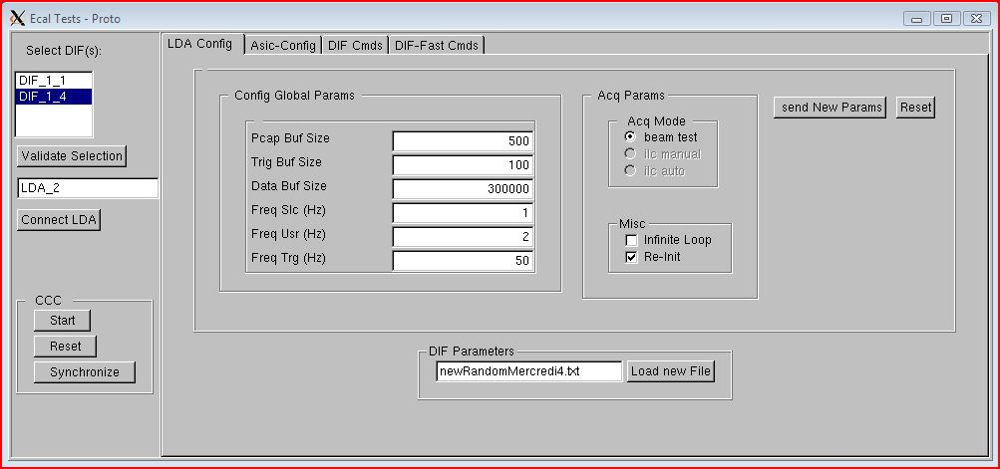 Ecal Tests - Proto
Select DIF(s):
DIF_1_1
DIF_1_4
Validate Selection
LDA_2
Connect LDA
CCC
Start
Reset
Synchronize
LDA Config
Asic-Config
DIF Cmds
DIF-Fast Cmds
Config Global Params
Pcap Buf Size 500
Trig Buf Size 100
Data Buf Size 300000
Freq Slc (Hz) 1
Freq Usr (Hz) 2
Freq Trg (Hz) 50
Acq Params
Acq Mode
beam test
ilc manual
ilc auto
Misc
Infinite Loop
Re-Init
send New Params
Reset
DIF Parameters
newRandomMercredi4.txt
Load new File